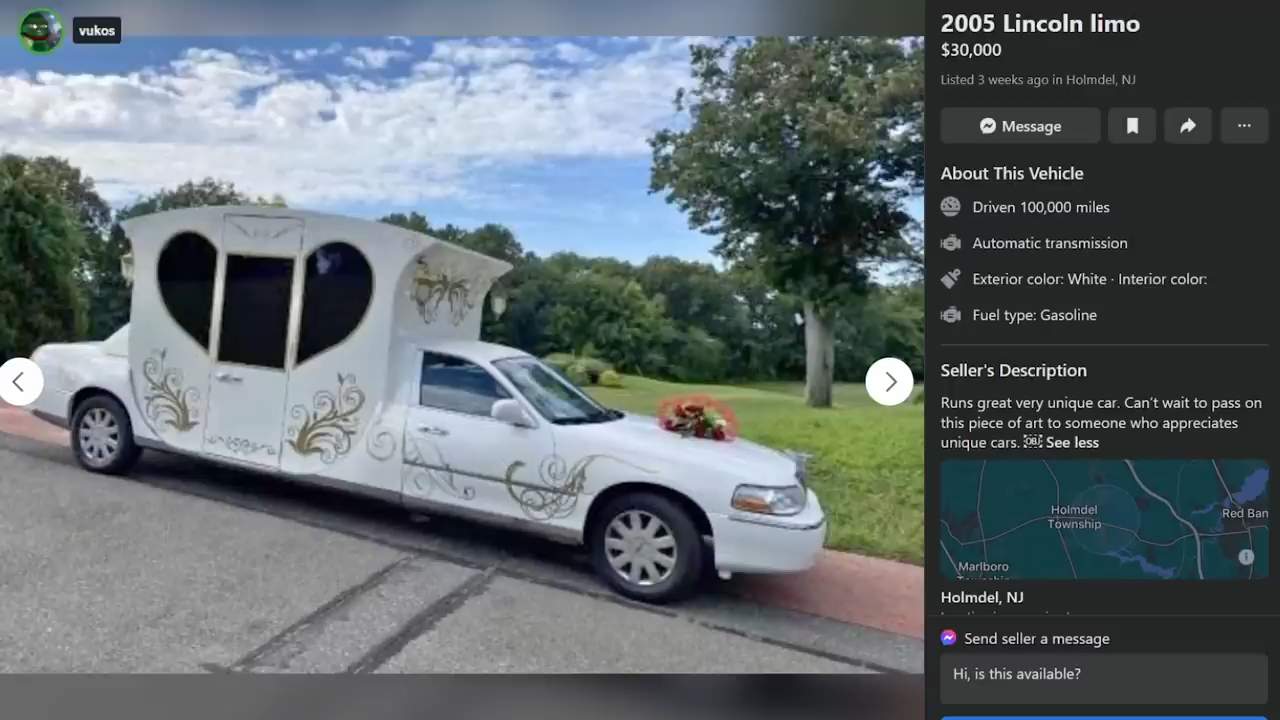 vukos
2005 Lincoln limo
$30,000
Listed 3 weeks ago in Holmdel, NJ
Message
About This Vehicle
Driven 100,000 miles
Automatic transmission
Exterior color: White · Interior color:
Fuel type: Gasoline
Seller's Description
Runs great very unique car. Can't wait to pass on
this piece of art to someone who appreciates
unique cars. OBJ See less
Holmdel
Township
Red Ban
Marlboro
Holmdel, NJ
Send seller a message
Hi, is this available?